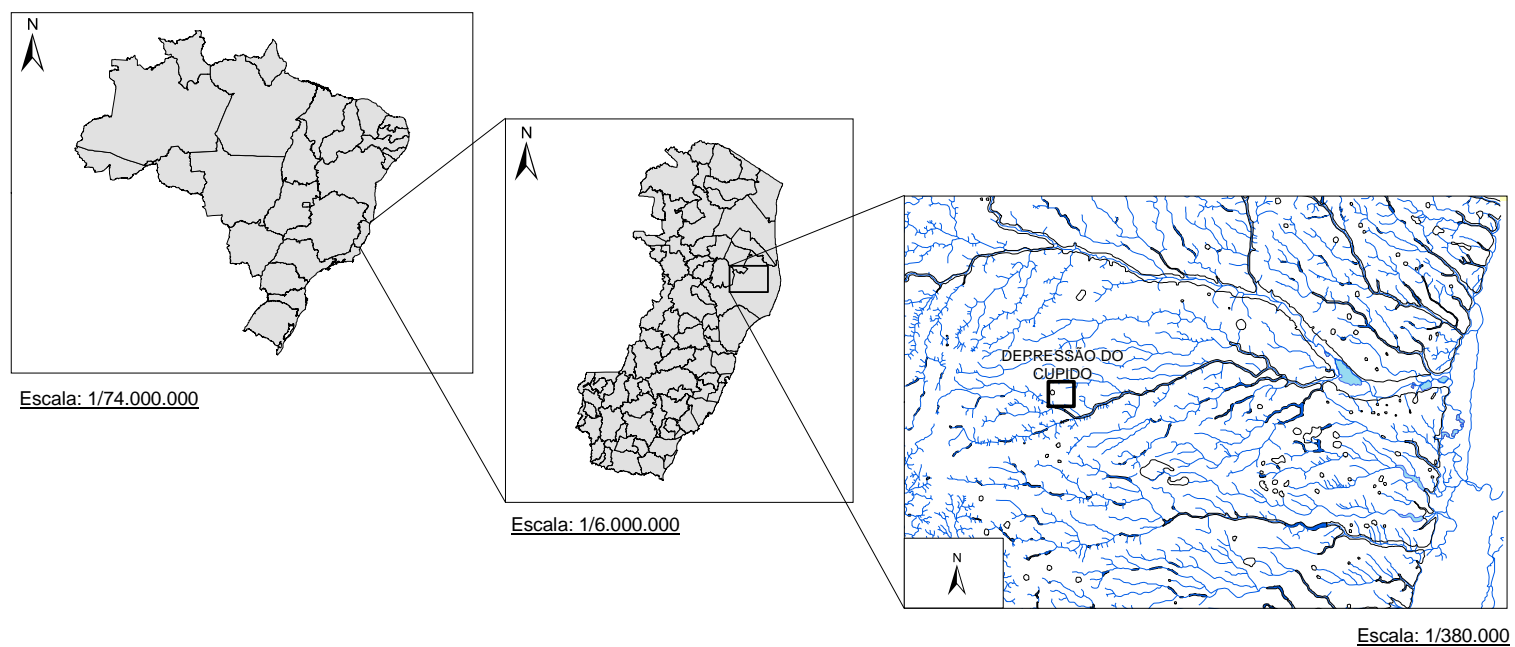 N
Escala: 1/74.000.000
N
Escala: 1/6.000.000
DEPRESSÃO DO
CUPIDO
N
Escala: 1/380.000